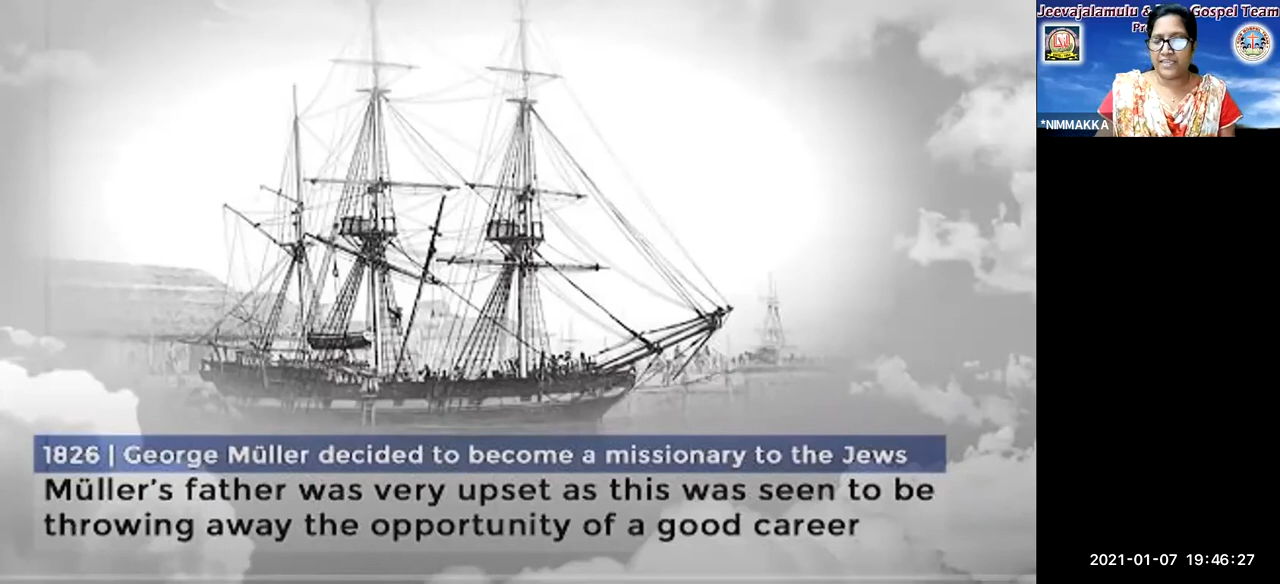 1826 | George Müller decided to become a missionary to the Jews
Müller's father was very upset as this was seen to be
throwing away the opportunity of a good career
Jeevajalamulu & Gospel Team
*NIMMAKKA
2021-01-07 19:46:27